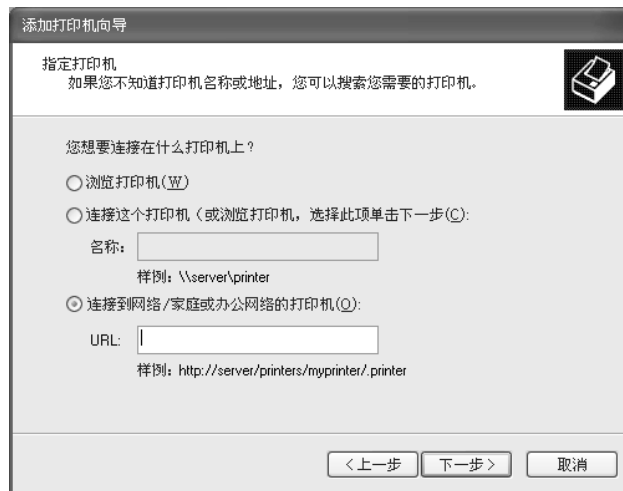 添加打印机向导
指定打印机
如果您不知道打印机名称或地址，您可以搜索您需要的打印机。
您想要连接在什么打印机上？
浏览打印机(W)
连接这个打印机（或浏览打印机，选择此项单击下一步(C):
名称：
样例：\\server\printer
连接到网络/家庭或办公网络的打印机(O):
URL:
样例：http://server/printers/myprinter/.printer
<上一步 下一步> 取消